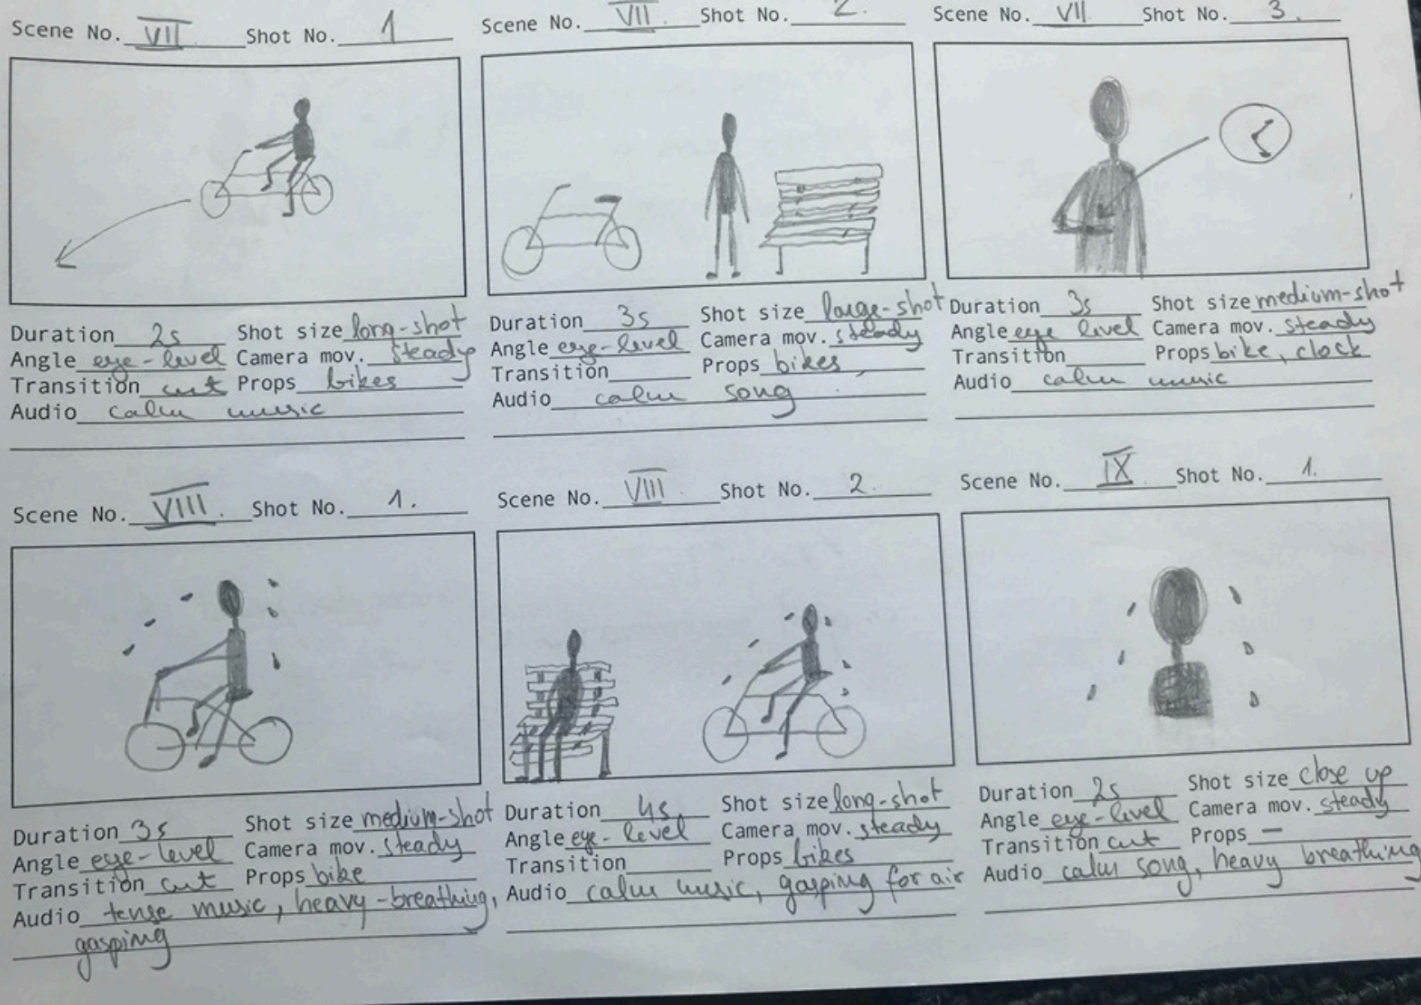 Scene No. VII Shot No. 1
Duration 2s Shot size long-shot
Angle eye-level Camera mov. steady
Transition cut Props bikes
Audio calm music
Scene No. VII Shot No. 2.
Duration 3s Shot size large-shot
Angle eye-level Camera mov. steady
Transition Props bikes
Audio calm song
Scene No. VII Shot No. 3.
Duration 3s Shot size medium-shot
Angle eye level Camera mov. steady
Transition Props bike, clock
Audio calm music
Scene No. VIII. Shot No. 1.
Duration 3s Shot size medium-shot
Angle eye-level Camera mov. steady
Transition cut Props bike
Audio tense music, heavy-breathing,
gasping
Scene No. VIII Shot No. 2.
Duration 4s Shot size long-shot
Angle eye-level Camera mov. steady
Transition Props bikes
Audio calm music, gasping for air
Scene No. IX Shot No. 1.
Duration 2s Shot size close up
Angle eye-level Camera mov. steady
Transition cut Props —
Audio calm song, heavy breathing